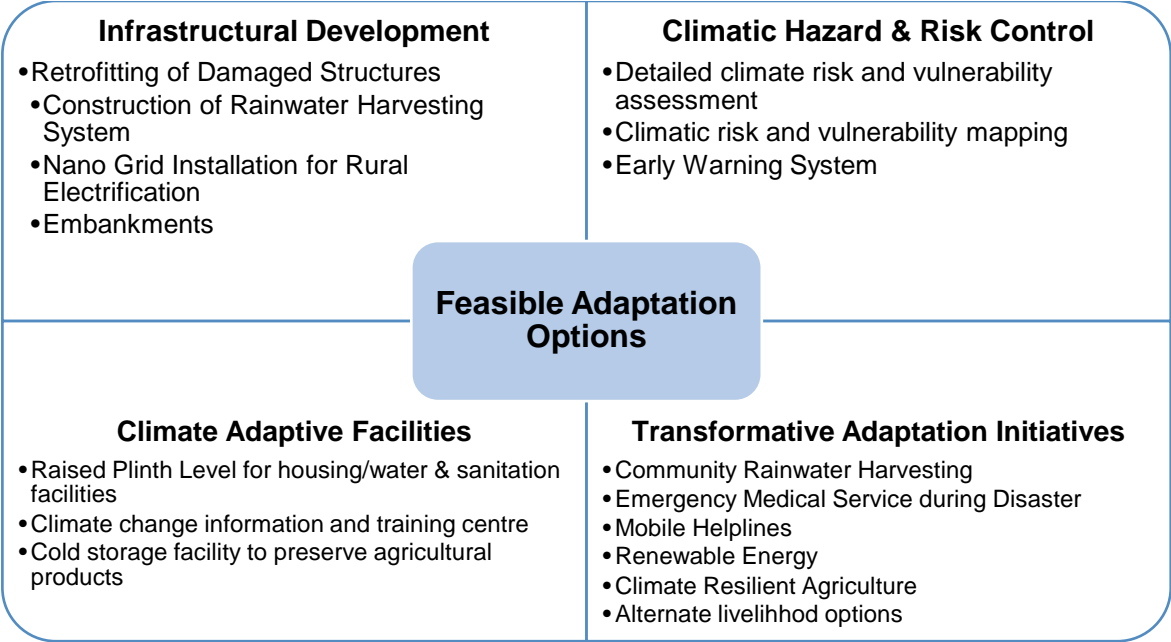 Infrastructural Development
•Retrofitting of Damaged Structures
•Construction of Rainwater Harvesting
System
•Nano Grid Installation for Rural
Electrification
•Embankments
Climatic Hazard & Risk Control
•Detailed climate risk and vulnerability
assessment
•Climatic risk and vulnerability mapping
•Early Warning System
Feasible Adaptation
Options
Climate Adaptive Facilities
•Raised Plinth Level for housing/water & sanitation
facilities
•Climate change information and training centre
•Cold storage facility to preserve agricultural
products
Transformative Adaptation Initiatives
•Community Rainwater Harvesting
•Emergency Medical Service during Disaster
•Mobile Helplines
•Renewable Energy
•Climate Resilient Agriculture
•Alternate livelihhod options